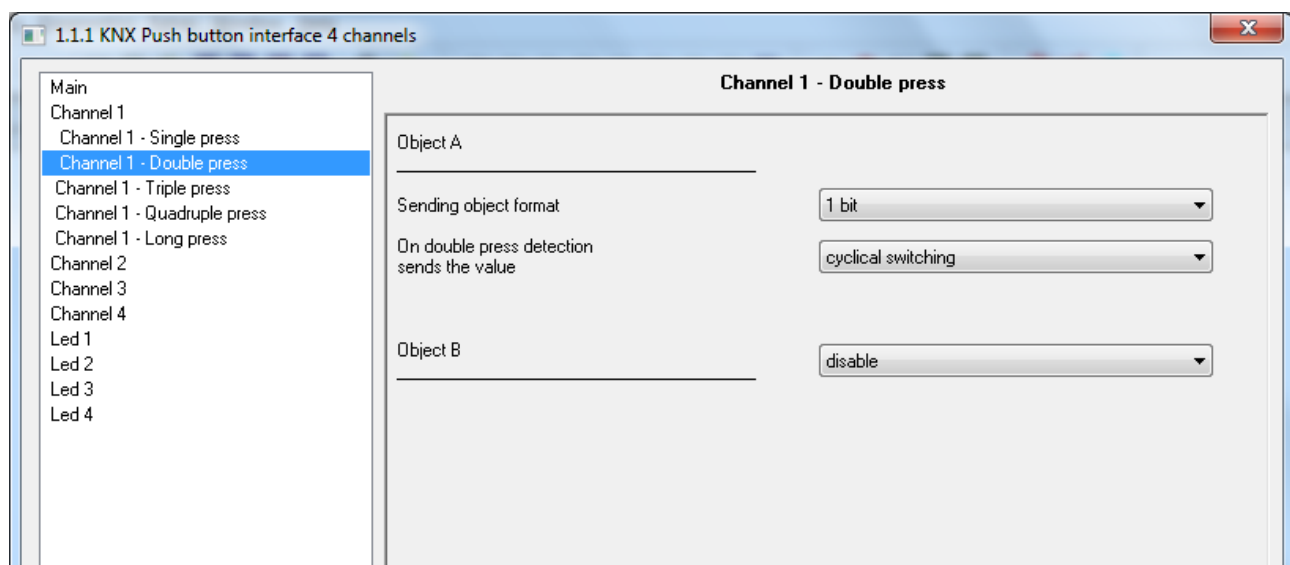 1.1.1 KNX Push button interface 4 channels
Main
Channel 1
Channel 1 - Single press
Channel 1 - Double press
Channel 1 - Triple press
Channel 1 - Quadruple press
Channel 1 - Long press
Channel 2
Channel 3
Channel 4
Led 1
Led 2
Led 3
Led 4
Channel 1 - Double press
Object A
Sending object format
1 bit
On double press detection
sends the value
cyclical switching
Object B
disable